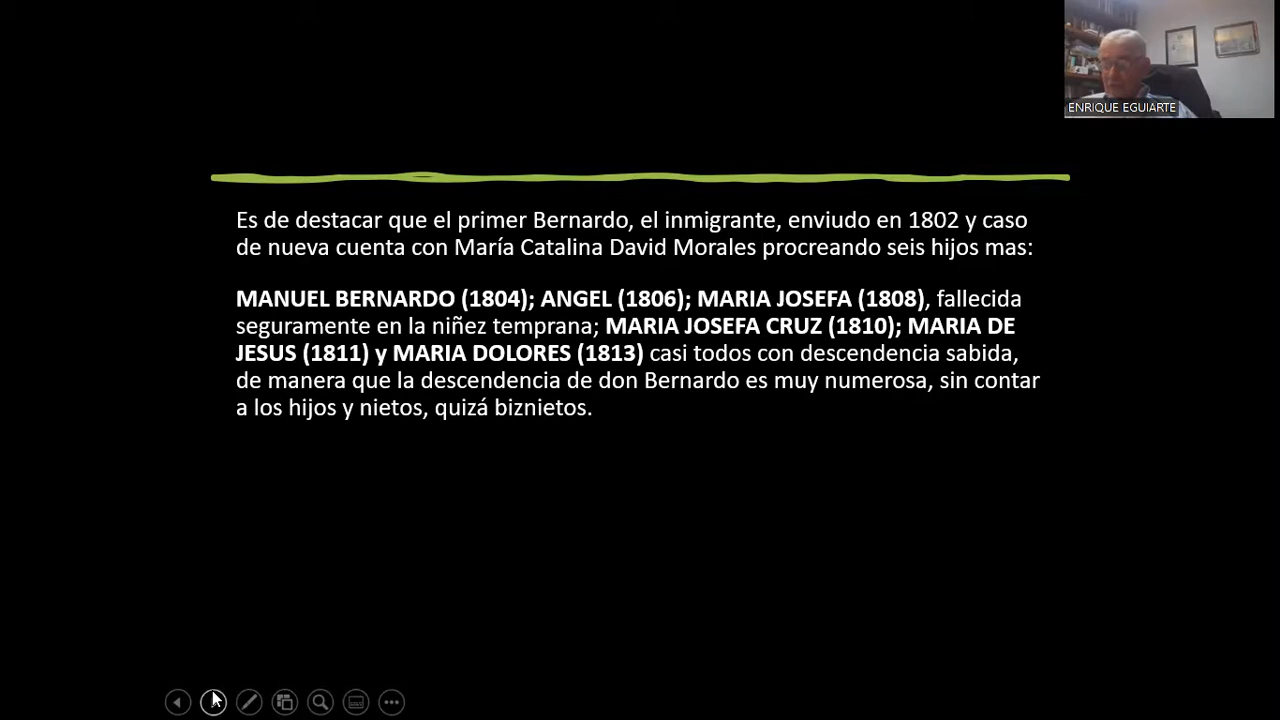 ENRIQUE EGUIARTE
Es de destacar que el primer Bernardo, el inmigrante, enviudo en 1802 y caso
de nueva cuenta con María Catalina David Morales procreando seis hijos mas:
MANUEL BERNARDO (1804); ANGEL (1806); MARIA JOSEFA (1808), fallecida
seguramente en la niñez temprana; MARIA JOSEFA CRUZ (1810); MARIA DE
JESUS (1811) y MARIA DOLORES (1813) casi todos con descendencia sabida,
de manera que la descendencia de don Bernardo es muy numerosa, sin contar
a los hijos y nietos, quizá biznietos.